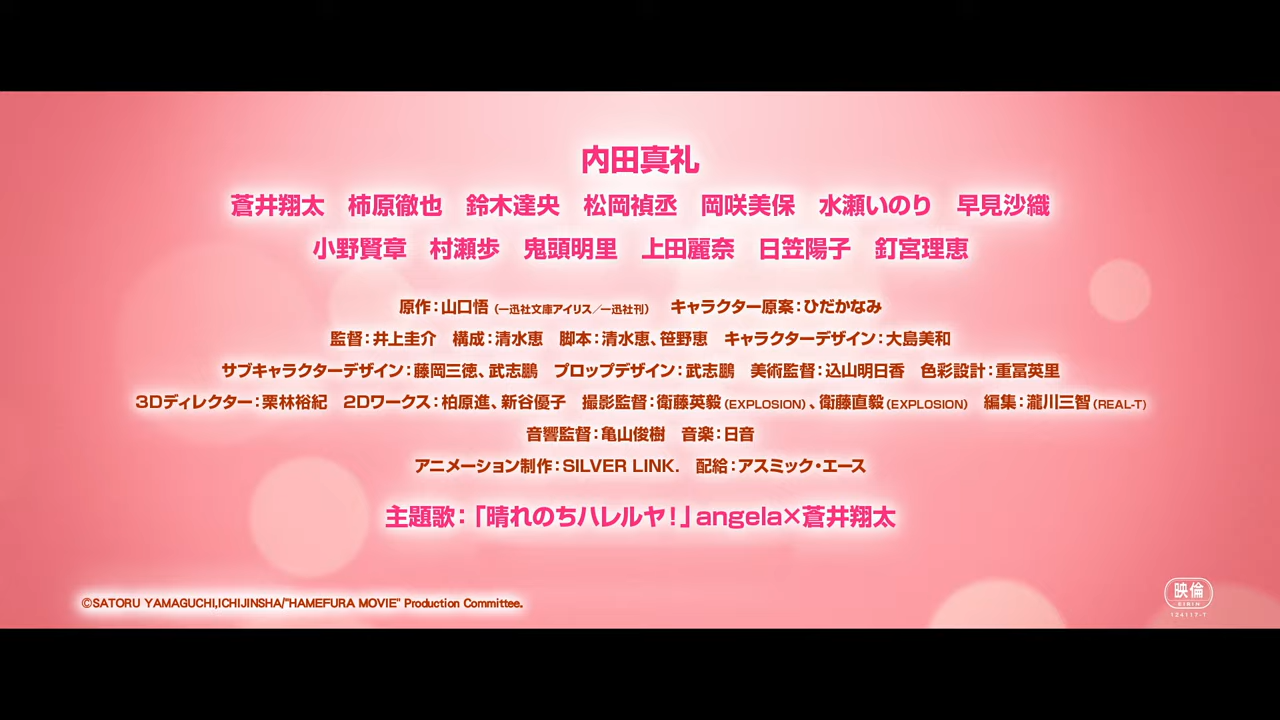 内田真礼
蒼井翔太　柿原徹也　鈴木達央　松岡禎丞　岡咲美保　水瀬いのり　早見沙織
小野賢章　村瀬歩　鬼頭明里　上田麗奈　日笠陽子　釘宮理恵
原作：山口悟（一迅社文庫アイリス／一迅社刊）　キャラクター原案：ひだかなみ
監督：井上圭介　構成：清水恵　脚本：清水恵、笹野恵　キャラクターデザイン：大島美和
サブキャラクターデザイン：藤岡三徳、武志鵬　プロップデザイン：武志鵬　美術監督：込山明日香　色彩設計：重冨英里
3Dディレクター：栗林裕紀　2Dワークス：柏原進、新谷優子　撮影監督：衛藤英毅（EXPLOSION）、衛藤直毅（EXPLOSION）　編集：瀧川三智（REAL-T）
音響監督：亀山俊樹　音楽：日音
アニメーション制作：SILVER LINK.　配給：アスミック・エース
主題歌：「晴れのちハレルヤ！」angela×蒼井翔太
©SATORU YAMAGUCHI,ICHIJINSHA/"HAMEFURA MOVIE" Production Committee.
映倫
EIRIN
124117-T